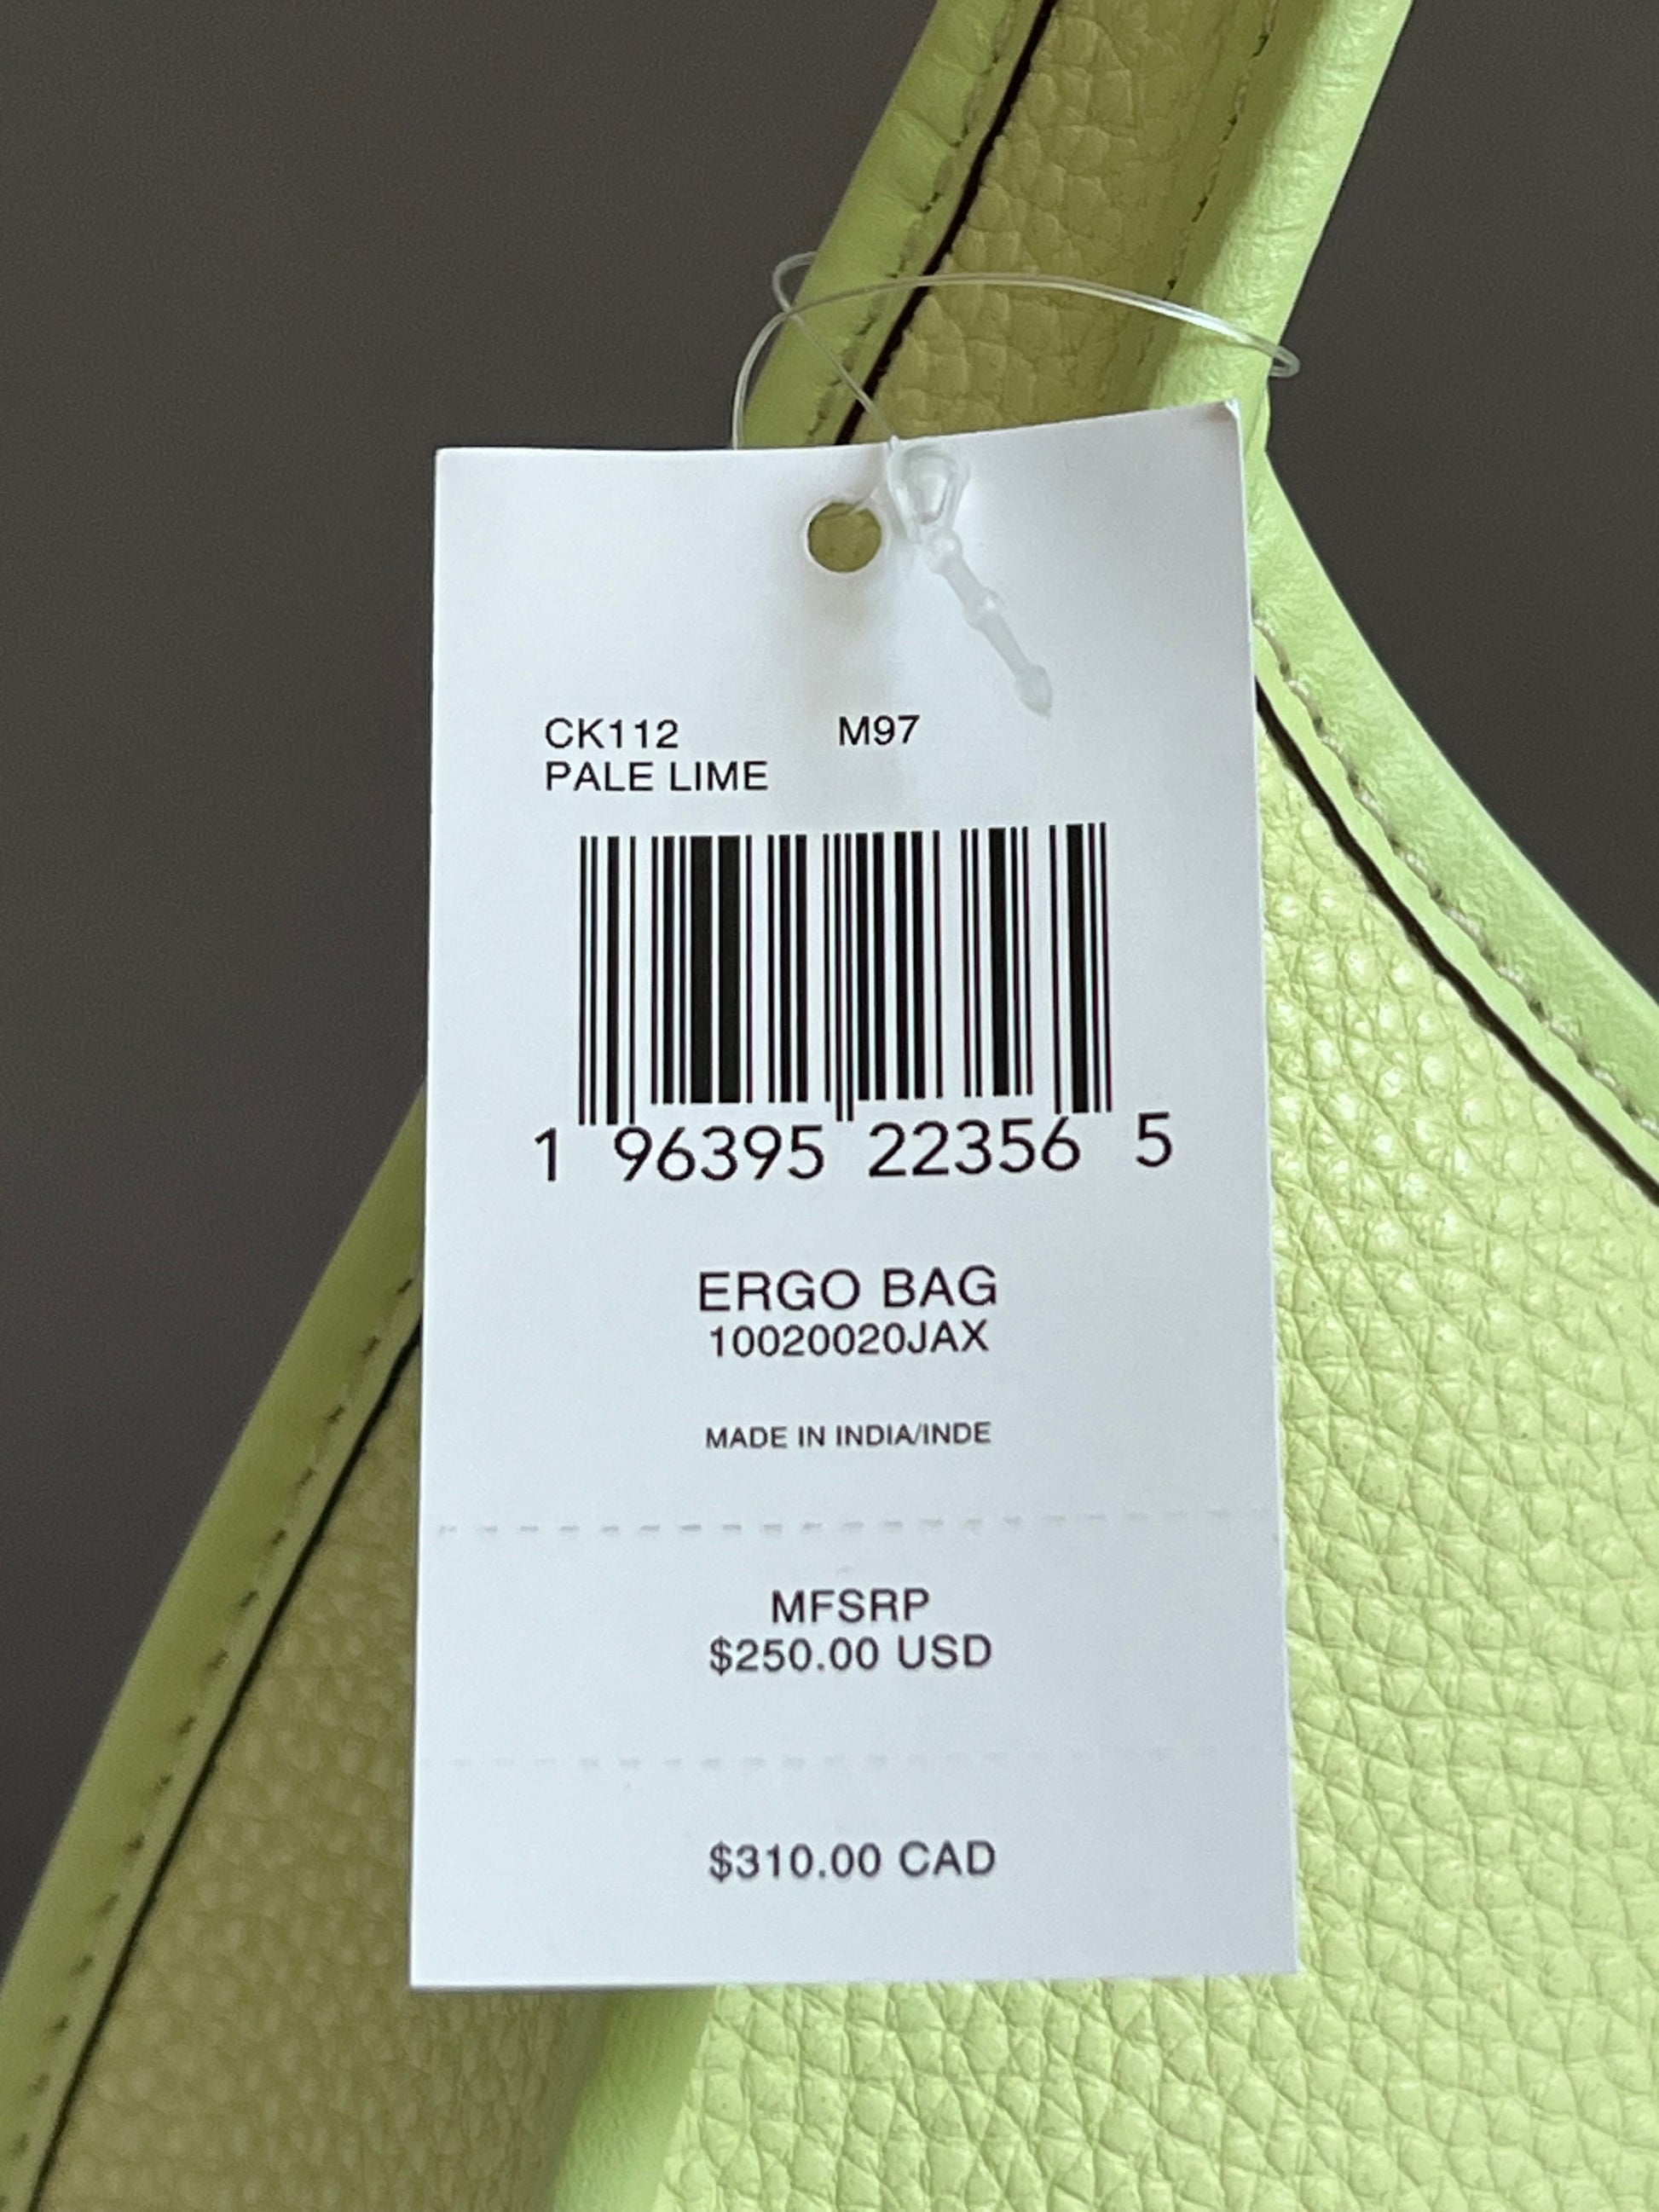 CK112 M97
PALE LIME
1 96395 22356 5
ERGO BAG
10020020JAX
MADE IN INDIA/INDE
MFSRP
$250.00 USD
$310.00 CAD